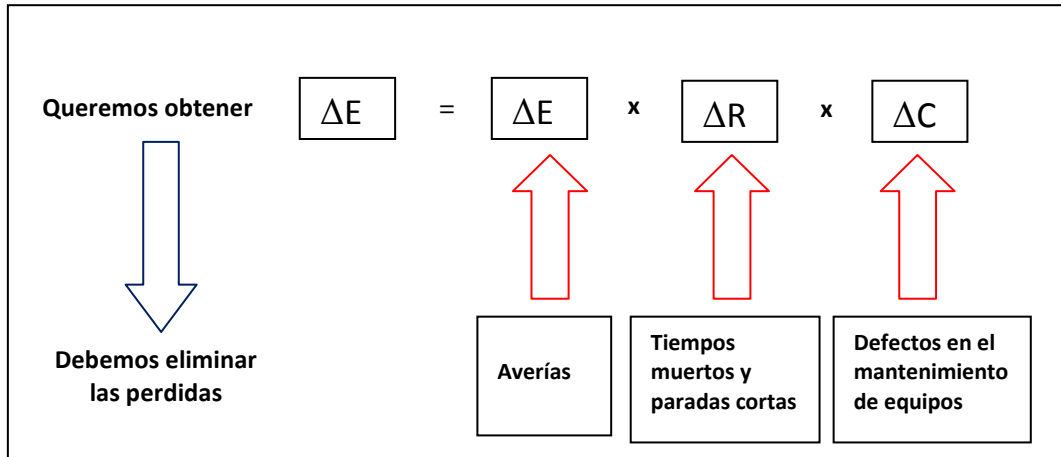 Queremos obtener ΔE = ΔE x ΔR x ΔC
Debemos eliminar
las perdidas
Averías
Tiempos
muertos y
paradas cortas
Defectos en el
mantenimiento
de equipos